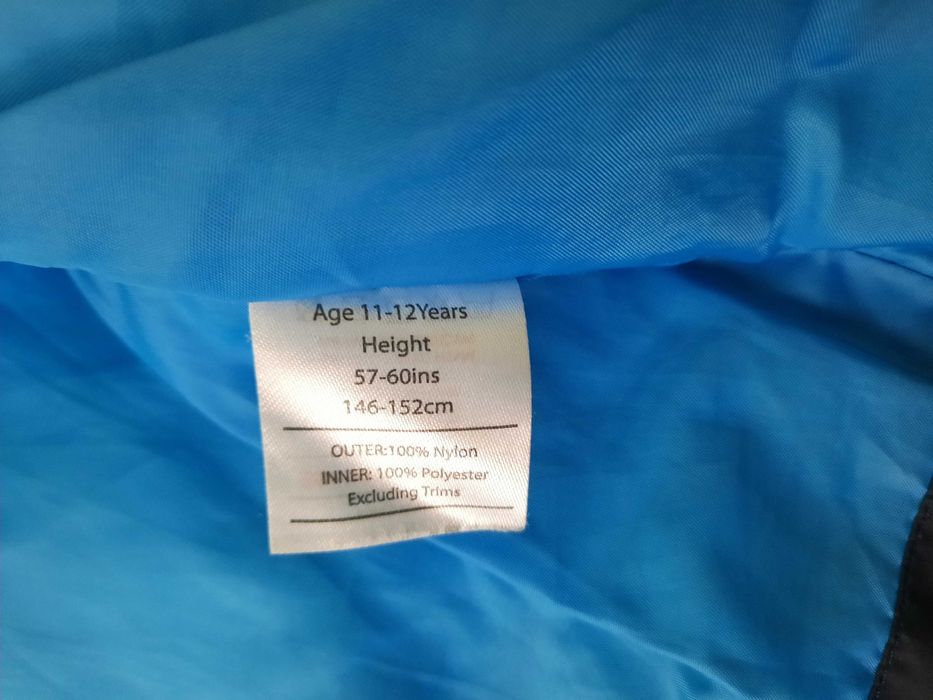 Age 11-12Years
Height
57-60ins
146-152cm
OUTER:100% Nylon
INNER: 100% Polyester
Excluding Trims